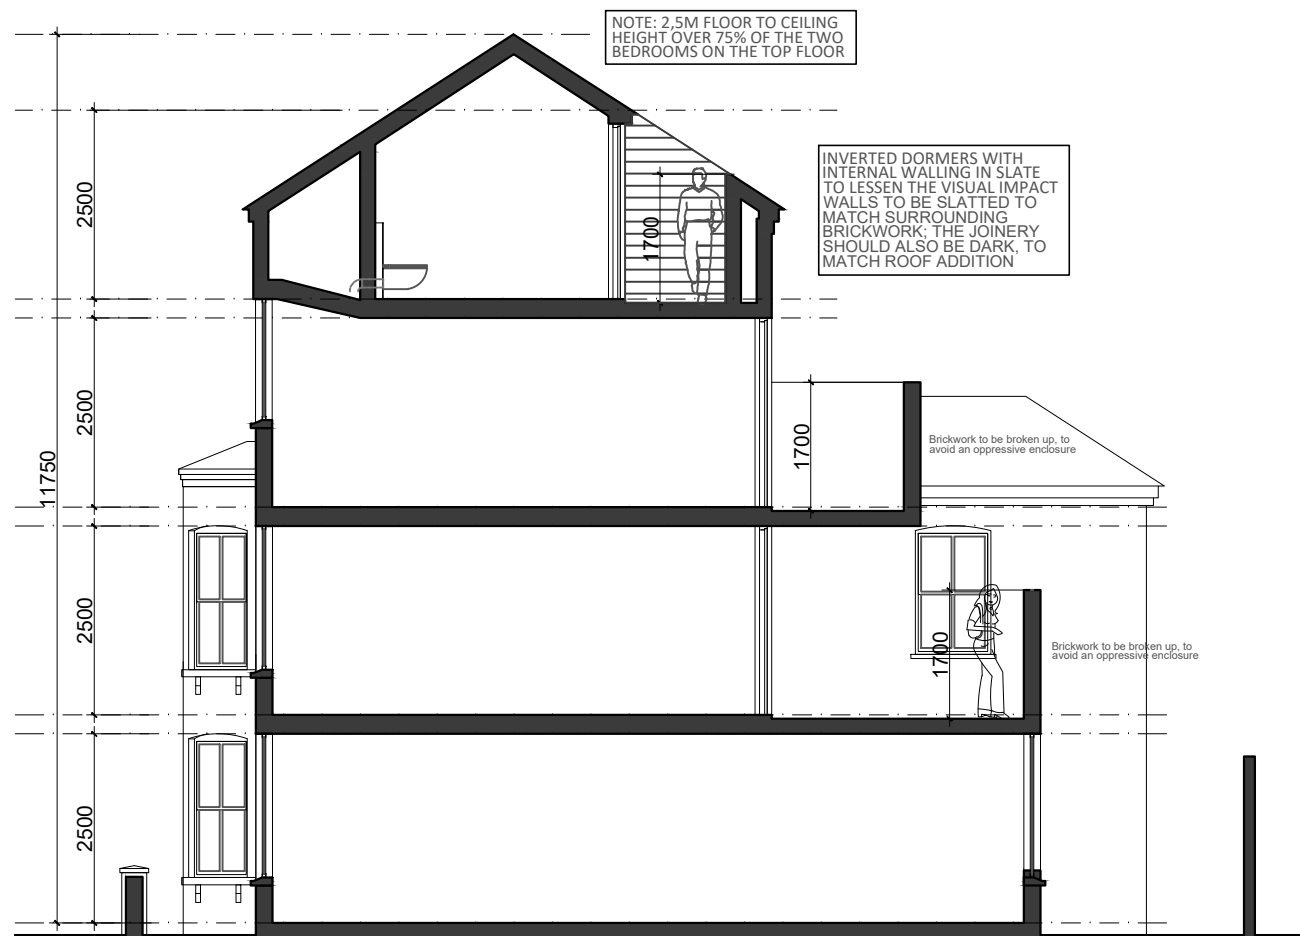 NOTE: 2,5M FLOOR TO CEILING
HEIGHT OVER 75% OF THE TWO
BEDROOMS ON THE TOP FLOOR
INVERTED DORMERS WITH
INTERNAL WALLING IN SLATE
TO LESSEN THE VISUAL IMPACT
WALLS TO BE SLATTED TO
MATCH SURROUNDING
BRICKWORK; THE JOINERY
SHOULD ALSO BE DARK, TO
MATCH ROOF ADDITION
2500
1700
2500
1700
Brickwork to be broken up, to
avoid an oppressive enclosure
11750
2500
1700
Brickwork to be broken up, to
avoid an oppressive enclosure
2500